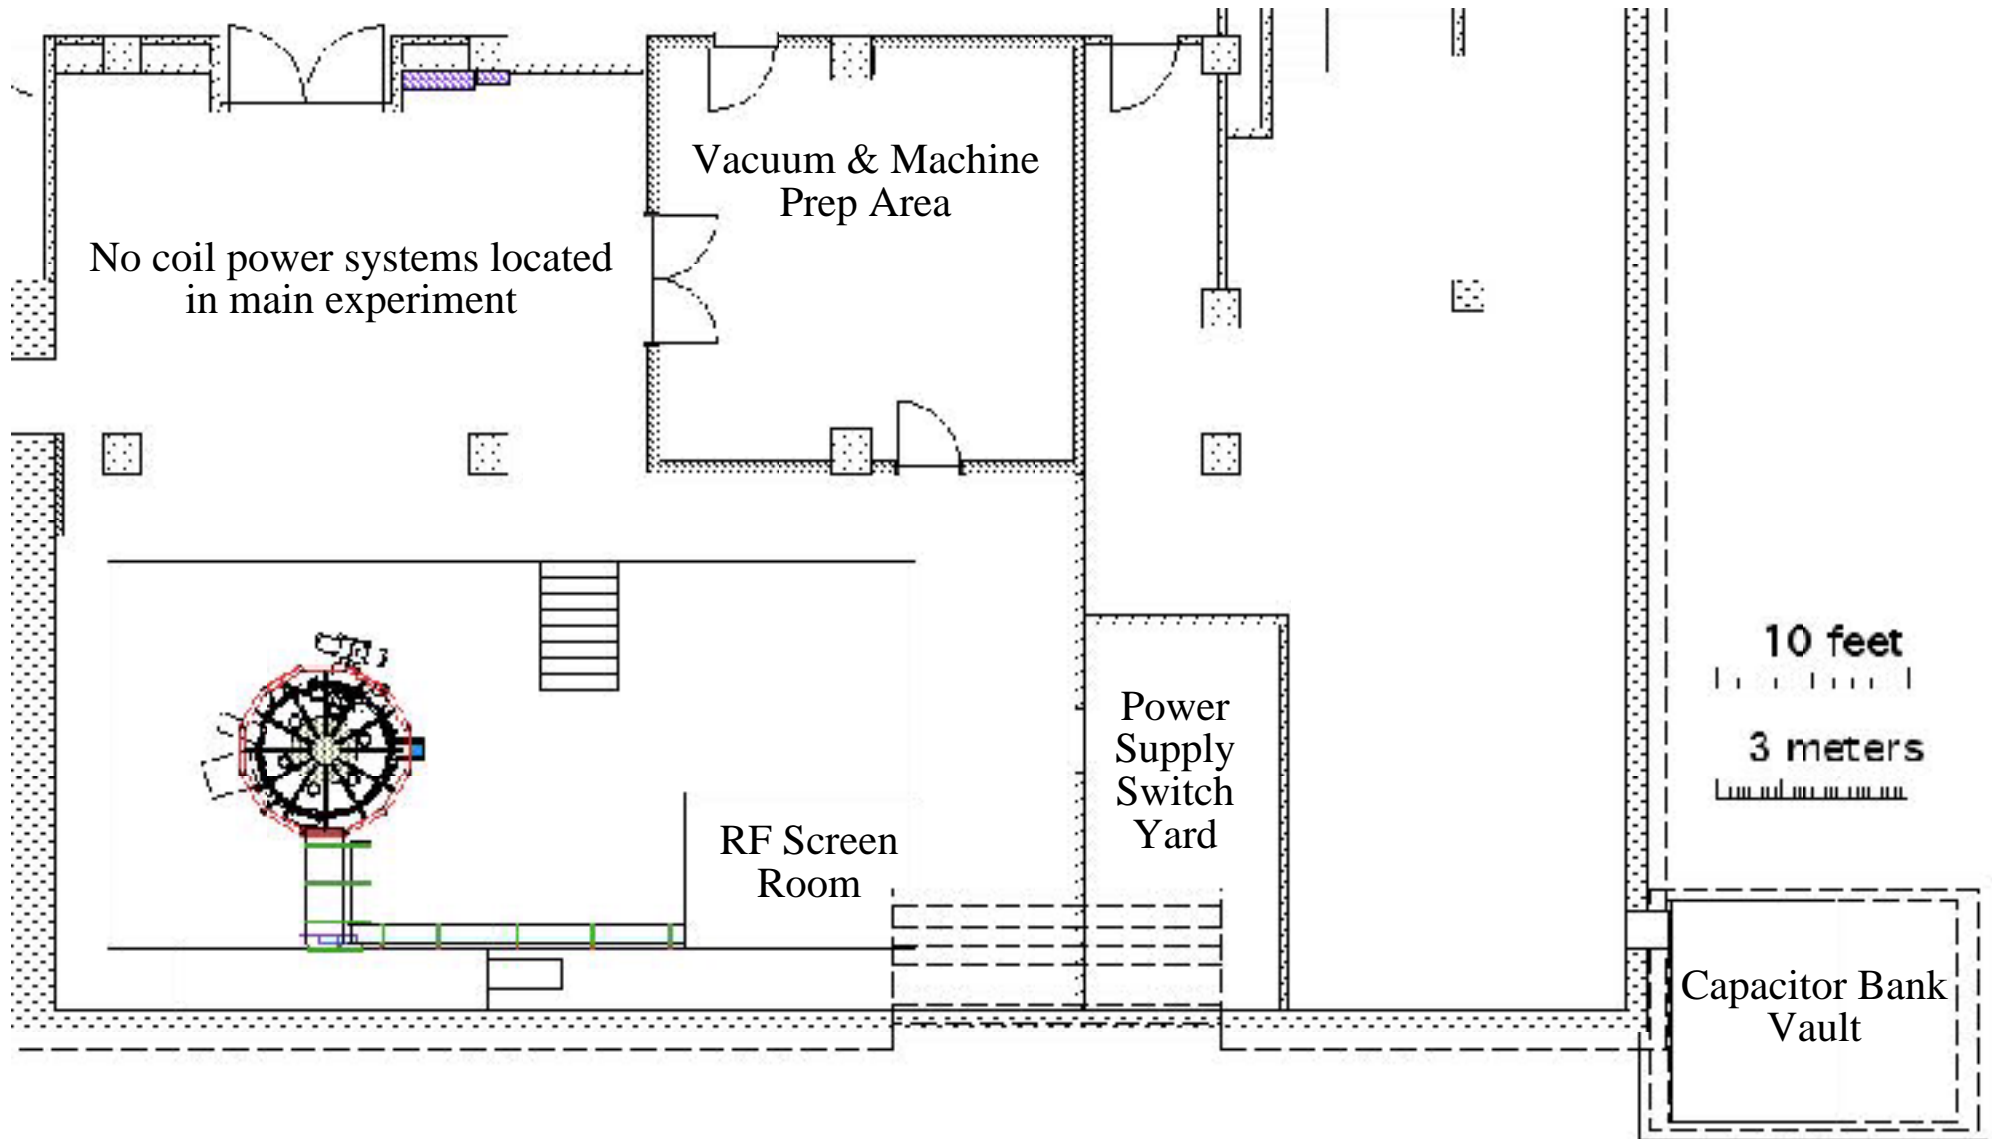 Vacuum & Machine
Prep Area
No coil power systems located
in main experiment
10 feet
3 meters
Power
Supply
Switch
Yard
RF Screen
Room
Capacitor Bank
Vault